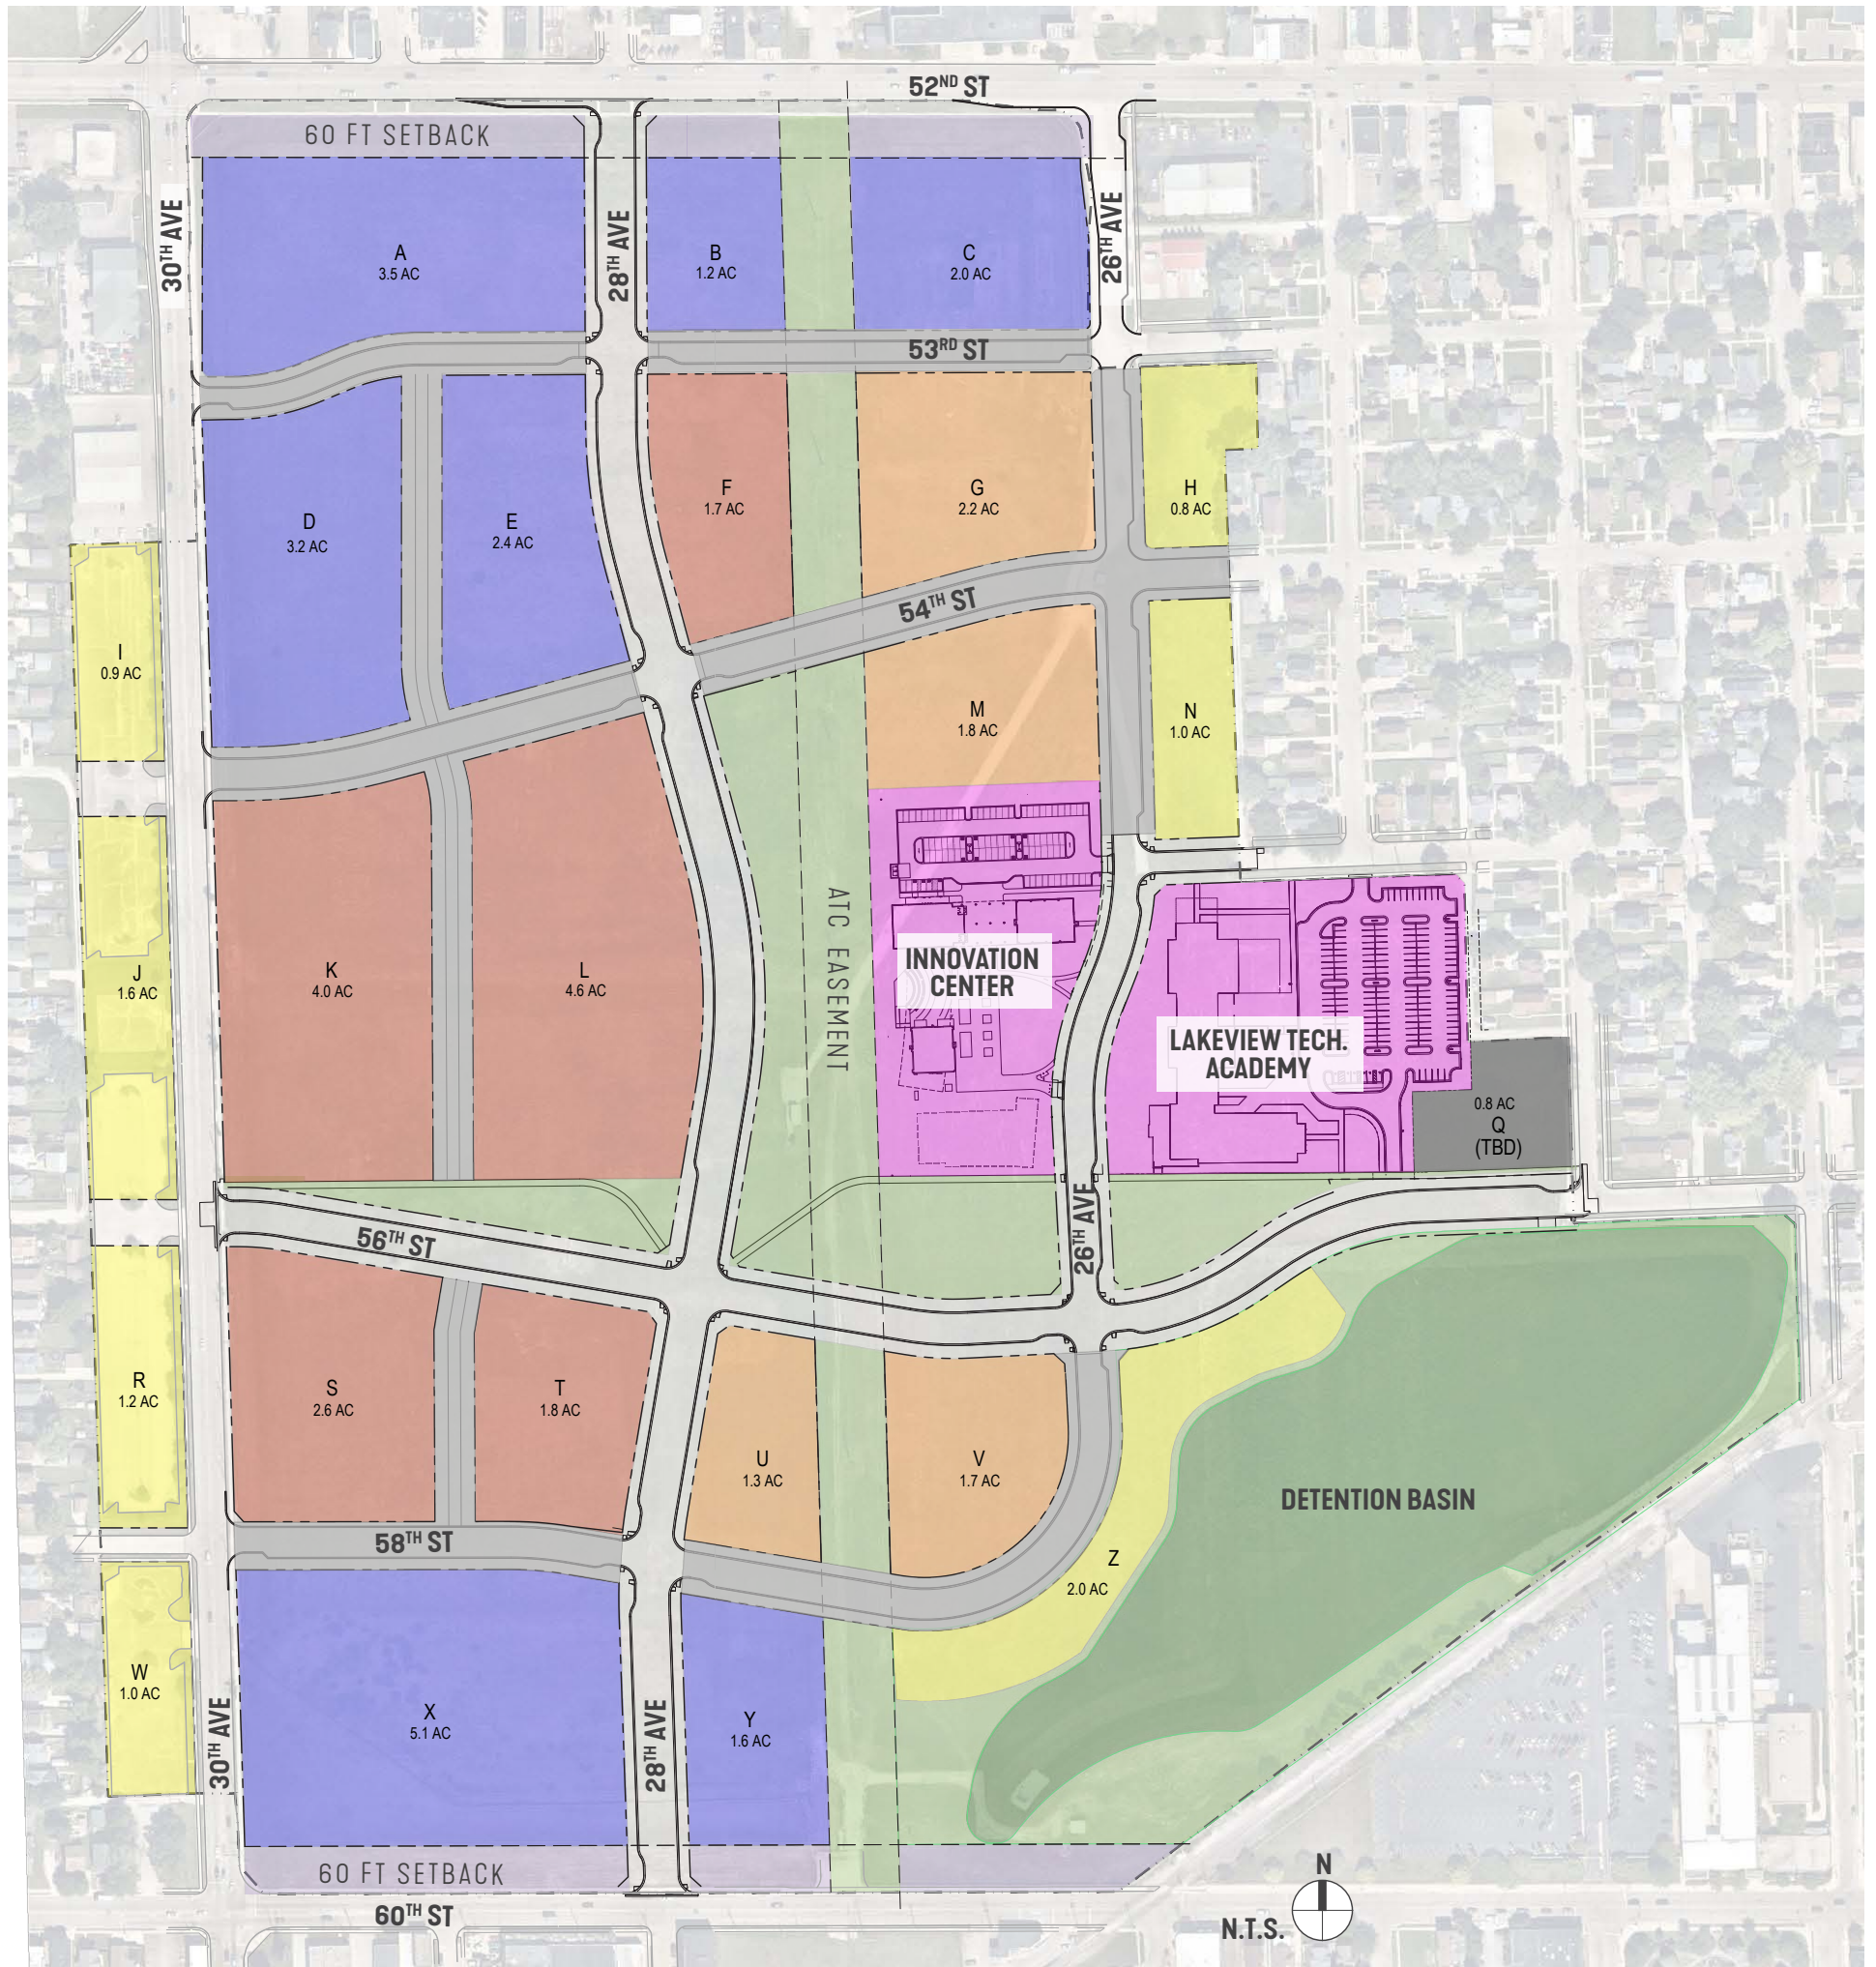 52ND ST
60 FT SETBACK
30TH AVE
28TH AVE
26TH AVE
A
3.5 AC
B
1.2 AC
C
2.0 AC
53RD ST
D
3.2 AC
E
2.4 AC
F
1.7 AC
G
2.2 AC
H
0.8 AC
54TH ST
I
0.9 AC
M
1.8 AC
N
1.0 AC
J
1.6 AC
K
4.0 AC
L
4.6 AC
ATC EASEMENT
INNOVATION
CENTER
LAKEVIEW TECH.
ACADEMY
0.8 AC
Q
(TBD)
56TH ST
26TH AVE
R
1.2 AC
S
2.6 AC
T
1.8 AC
U
1.3 AC
V
1.7 AC
DETENTION BASIN
58TH ST
Z
2.0 AC
W
1.0 AC
30TH AVE
X
5.1 AC
28TH AVE
Y
1.6 AC
60 FT SETBACK
60TH ST
N
N.T.S.